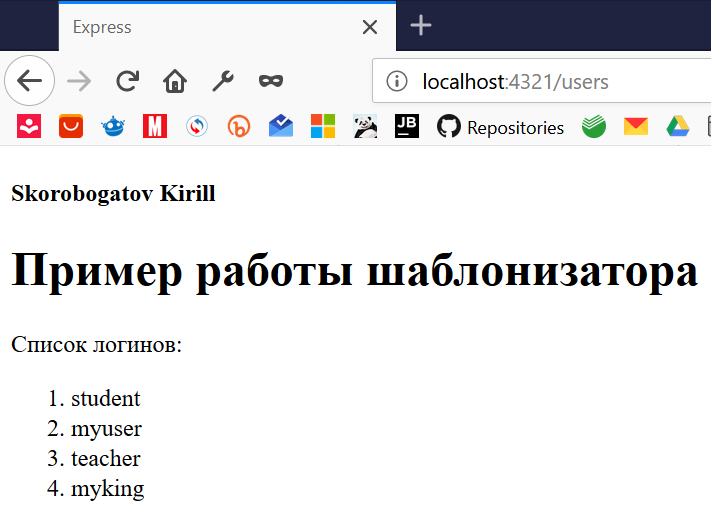 Express
localhost:4321/users
M
b
JB
Repositories
Skorobogatov Kirill
Пример работы шаблонизатора
Список логинов:
1. student
2. myuser
3. teacher
4. myking